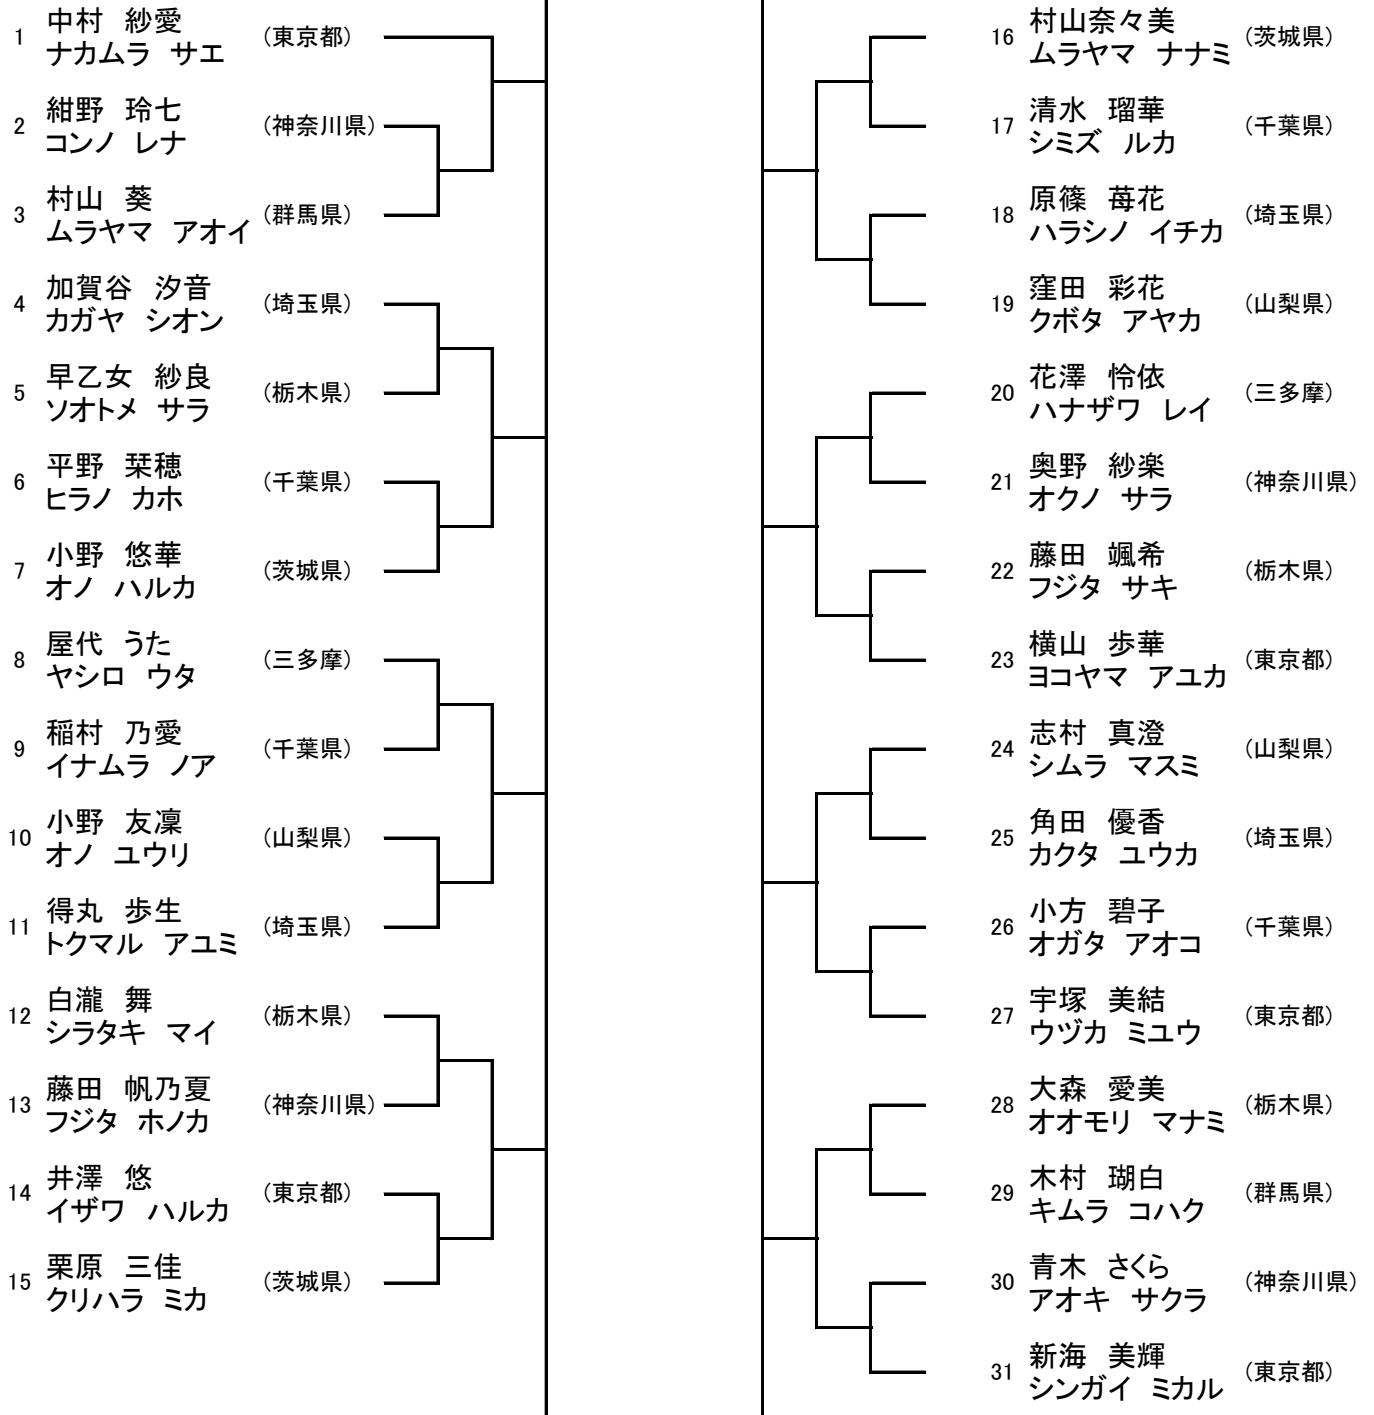 1 中村 紗愛 (東京都)
ナカムラ サエ
2 紺野 玲七 (神奈川県)
コンノ レナ
3 村山 葵 (群馬県)
ムラヤマ アオイ
4 加賀谷 汐音 (埼玉県)
カガヤ シオン
5 早乙女 紗良 (栃木県)
ソオトメ サラ
6 平野 栞穂 (千葉県)
ヒラノ カホ
7 小野 悠華 (茨城県)
オノ ハルカ
8 屋代 うた (三多摩)
ヤシロ ウタ
9 稲村 乃愛 (千葉県)
イナムラ ノア
10 小野 友凜 (山梨県)
オノ ユウリ
11 得丸 歩生 (埼玉県)
トクマル アユミ
12 白瀧 舞 (栃木県)
シラタキ マイ
13 藤田 帆乃夏 (神奈川県)
フジタ ホノカ
14 井澤 悠 (東京都)
イザワ ハルカ
15 栗原 三佳 (茨城県)
クリハラ ミカ
16 村山奈々美 (茨城県)
ムラヤマ ナナミ
17 清水 瑠華 (千葉県)
シミズ ルカ
18 原篠 苺花 (埼玉県)
ハラシノ イチカ
19 窪田 彩花 (山梨県)
クボタ アヤカ
20 花澤 怜依 (三多摩)
ハナザワ レイ
21 奥野 紗楽 (神奈川県)
オクノ サラ
22 藤田 颯希 (栃木県)
フジタ サキ
23 横山 歩華 (東京都)
ヨコヤマ アユカ
24 志村 真澄 (山梨県)
シムラ マスミ
25 角田 優香 (埼玉県)
カクタ ユウカ
26 小方 碧子 (千葉県)
オガタ アオコ
27 宇塚 美結 (東京都)
ウヅカ ミユウ
28 大森 愛美 (栃木県)
オオモリ マナミ
29 木村 瑚白 (群馬県)
キムラ コハク
30 青木 さくら (神奈川県)
アオキ サクラ
31 新海 美輝 (東京都)
シンガイ ミカル